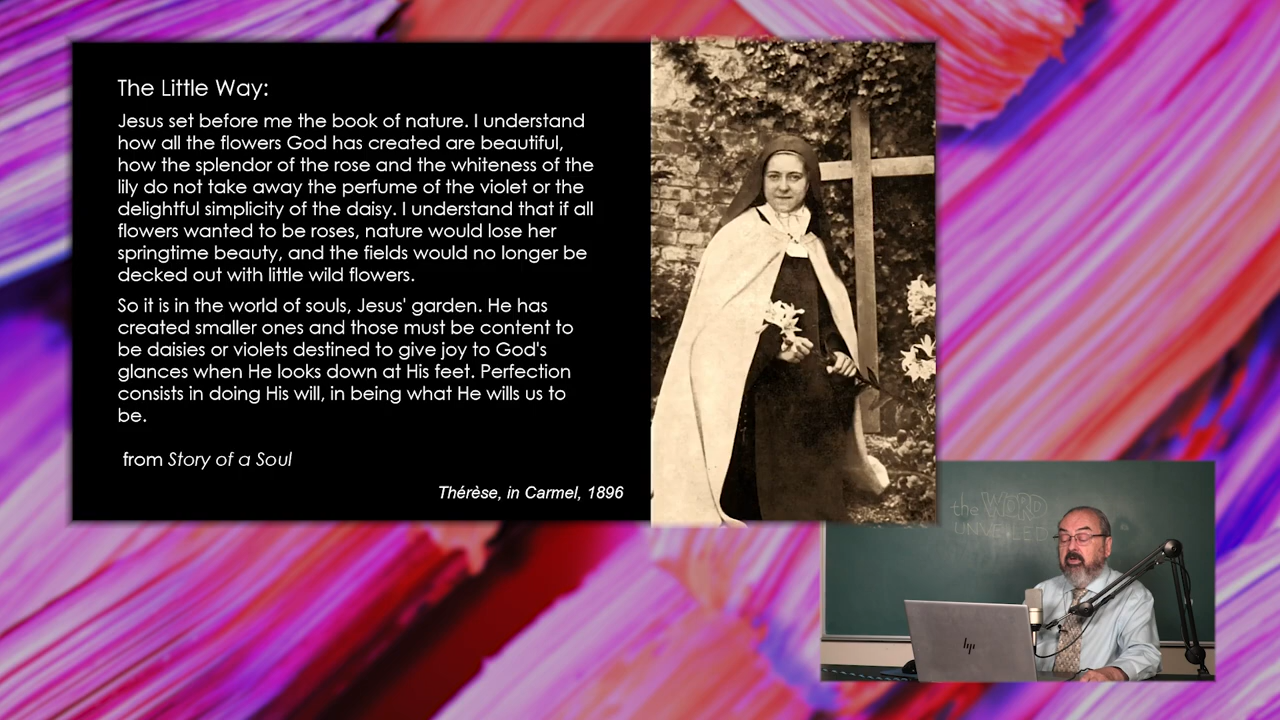 The Little Way:
Jesus set before me the book of nature. I understand
how all the flowers God has created are beautiful,
how the splendor of the rose and the whiteness of the
lily do not take away the perfume of the violet or the
delightful simplicity of the daisy. I understand that if all
flowers wanted to be roses, nature would lose her
springtime beauty, and the fields would no longer be
decked out with little wild flowers.
So it is in the world of souls, Jesus' garden. He has
created smaller ones and those must be content to
be daisies or violets destined to give joy to God's
glances when He looks down at His feet. Perfection
consists in doing His will, in being what He wills us to
be.
from Story of a Soul
Thérèse, in Carmel, 1896
the WORD
UNVEILED
hp